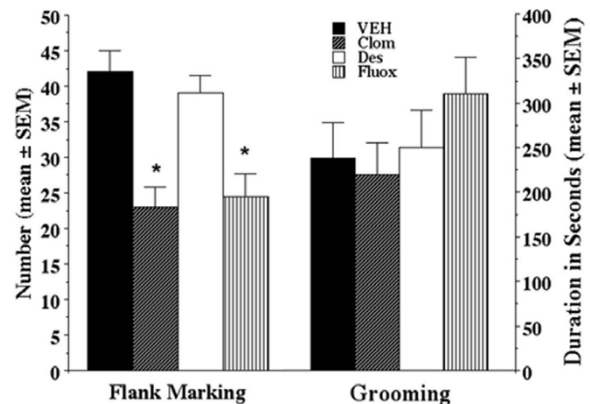 Number (mean ± SEM)
50
45
40
35
30
25
20
15
10
5
0
VEH
Clom
Des
Fluox
*
*
Flank Marking
Grooming
400
350
300
250
200
150
100
50
0
Duration in Seconds (mean ± SEM)